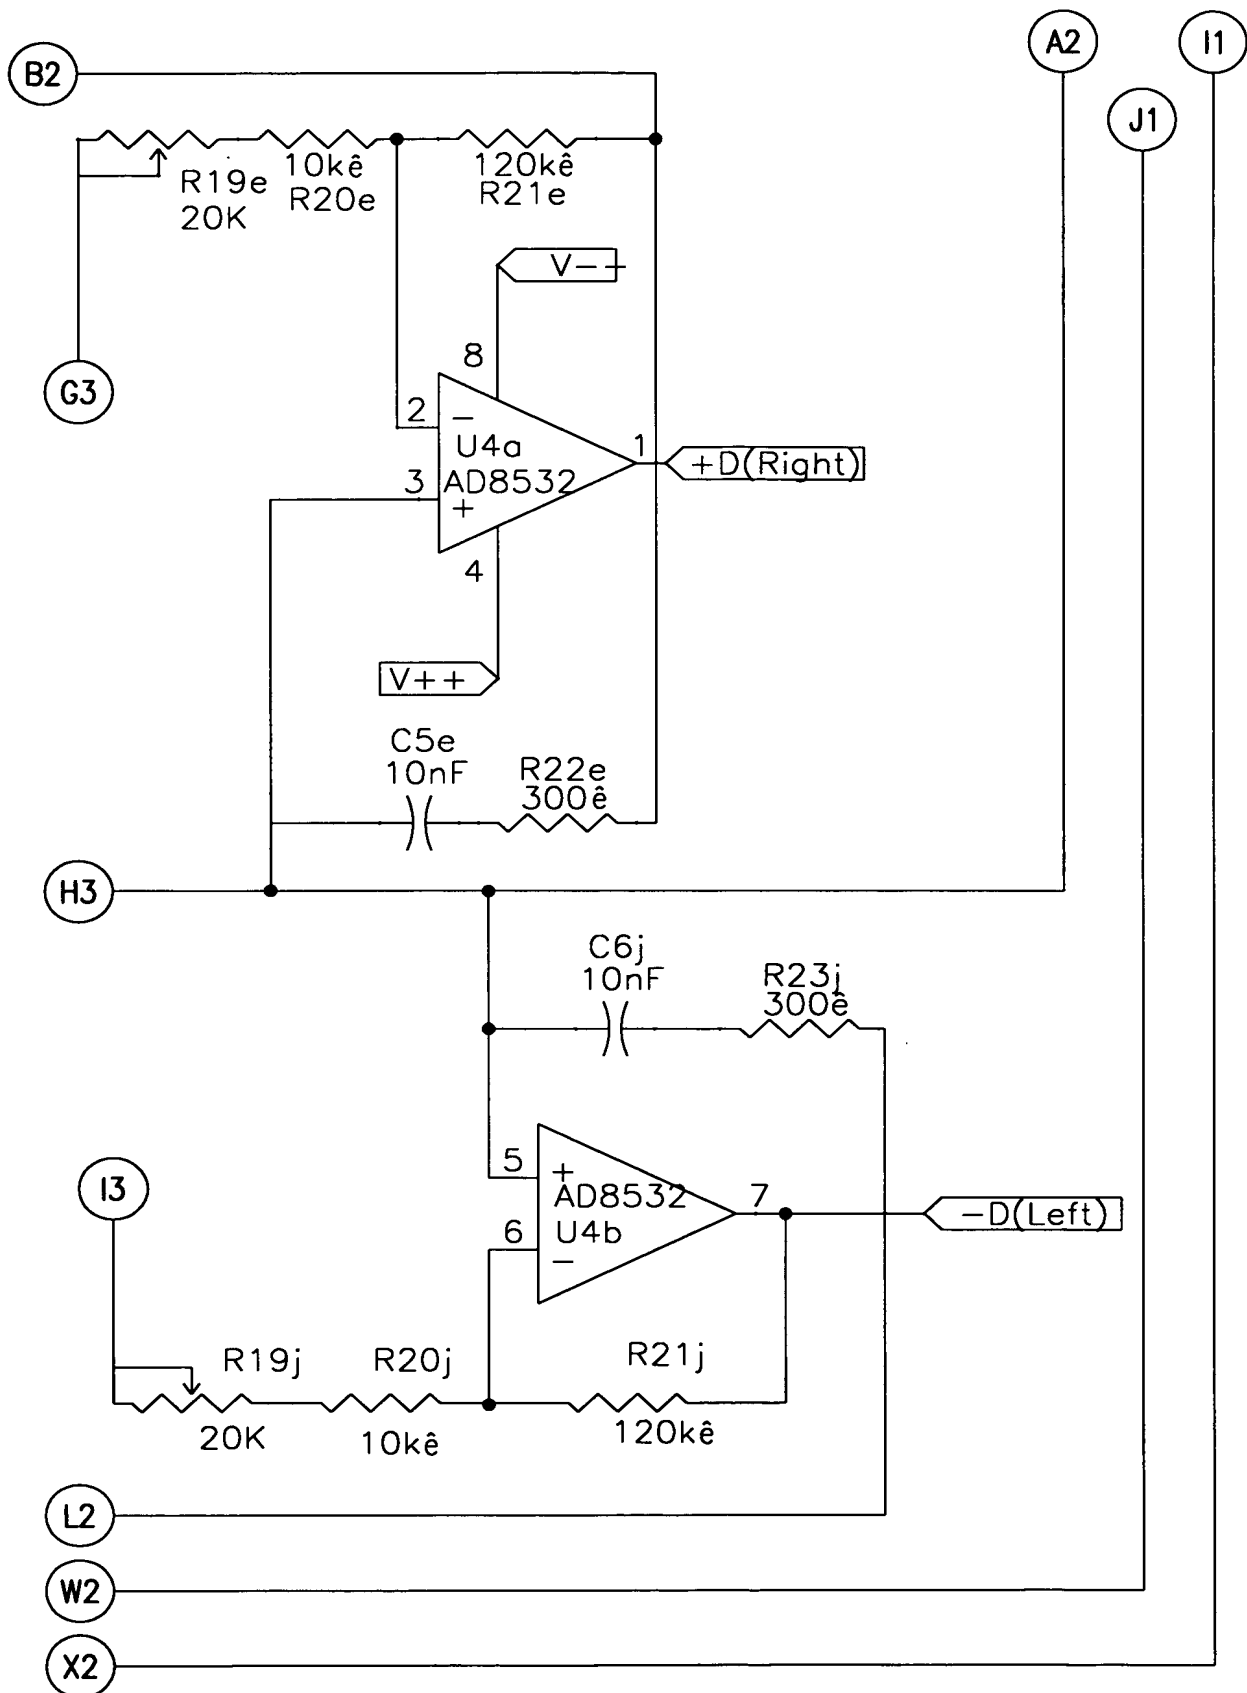 A2
I1
B2
J1
R19e
20K
10kê
R20e
120kê
R21e
V-+
8
G3
2
−
U4a
1
+D(Right)
3
AD8532
+
4
V++
C5e
10nF
R22e
300ê
H3
C6j
10nF
R23j
300ê
I3
5
+
AD8532
7
-D(Left)
6
U4b
−
R19j
R20j
R21j
20K
10kê
120kê
L2
W2
X2